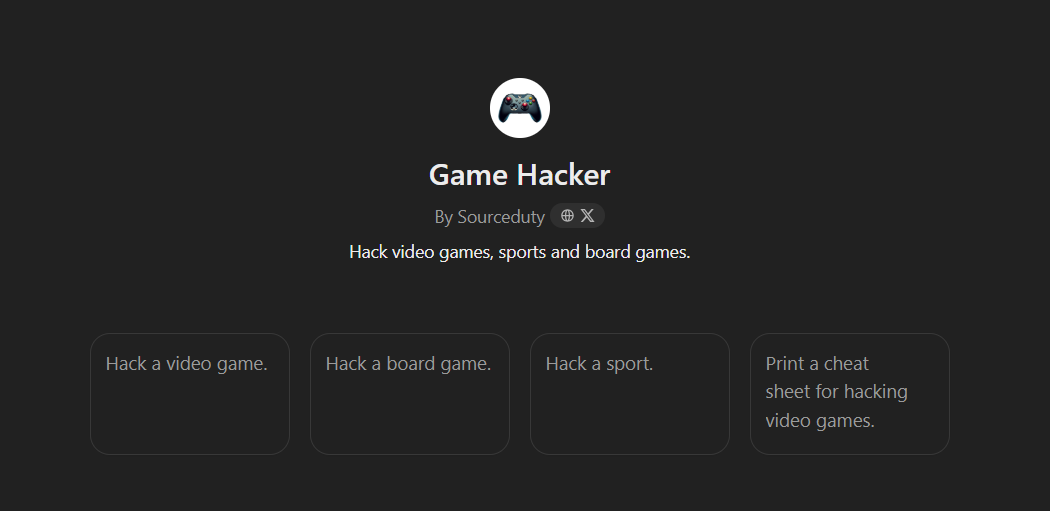 Game Hacker
By Sourceduty
Hack video games, sports and board games.
Hack a video game.
Hack a board game.
Hack a sport.
Print a cheat
sheet for hacking
video games.